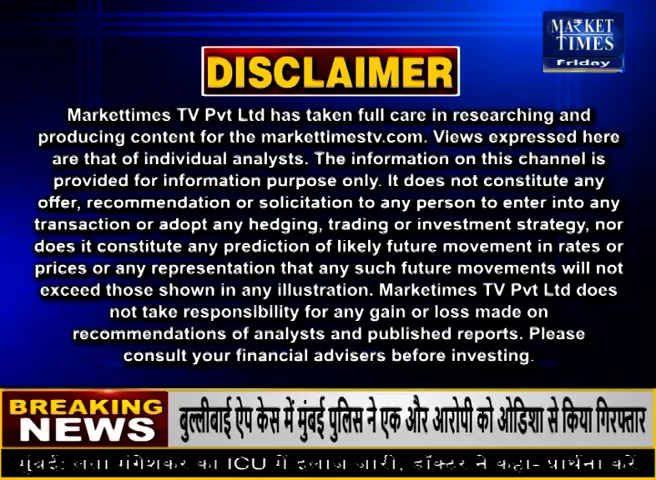 MARKET
TIMES
Friday
DISCLAIMER
Markettimes TV Pvt Ltd has taken full care in researching and
producing content for the markettimestv.com. Views expressed here
are that of individual analysts. The information on this channel is
provided for information purpose only. It does not constitute any
offer, recommendation or solicitation to any person to enter into any
transaction or adopt any hedging, trading or investment strategy, nor
does it constitute any prediction of likely future movement in rates or
prices or any representation that any such future movements will not
exceed those shown in any illustration. Marketimes TV Pvt Ltd does
not take responsibility for any gain or loss made on
recommendations of analysts and published reports. Please
consult your financial advisers before investing.
BREAKING
NEWS
बुल्लीबाई ऐप केस में मुंबई पुलिस ने एक और आरोपी को ओडिशा से किया गिरफ्तार
मुंबई: लता मंगेशकर का ICU में इलाज जारी, डॉक्टर ने कहा- प्रार्थना करें